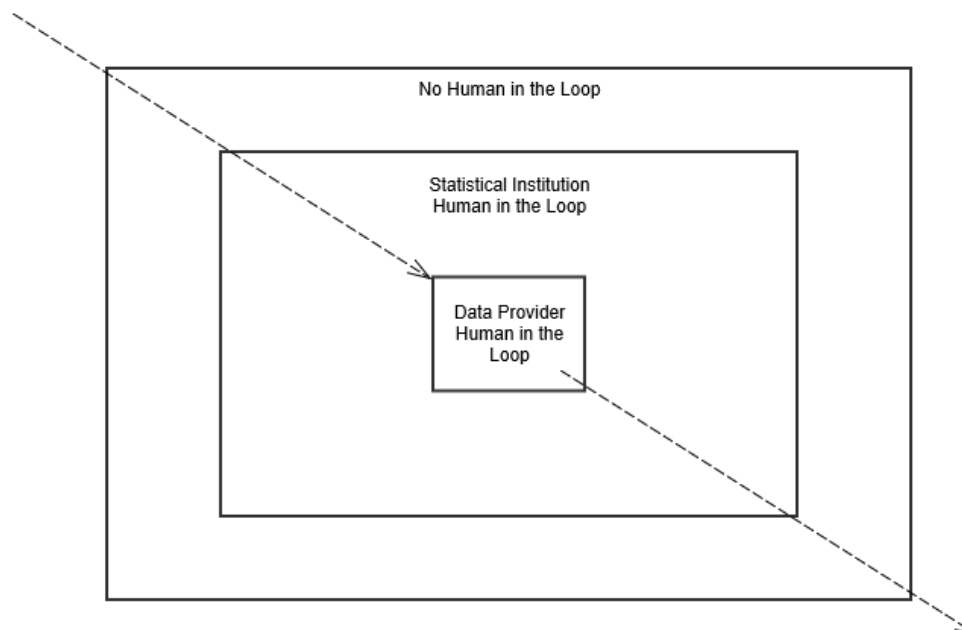 No Human in the Loop
Statistical Institution
Human in the Loop
Data Provider
Human in the
Loop